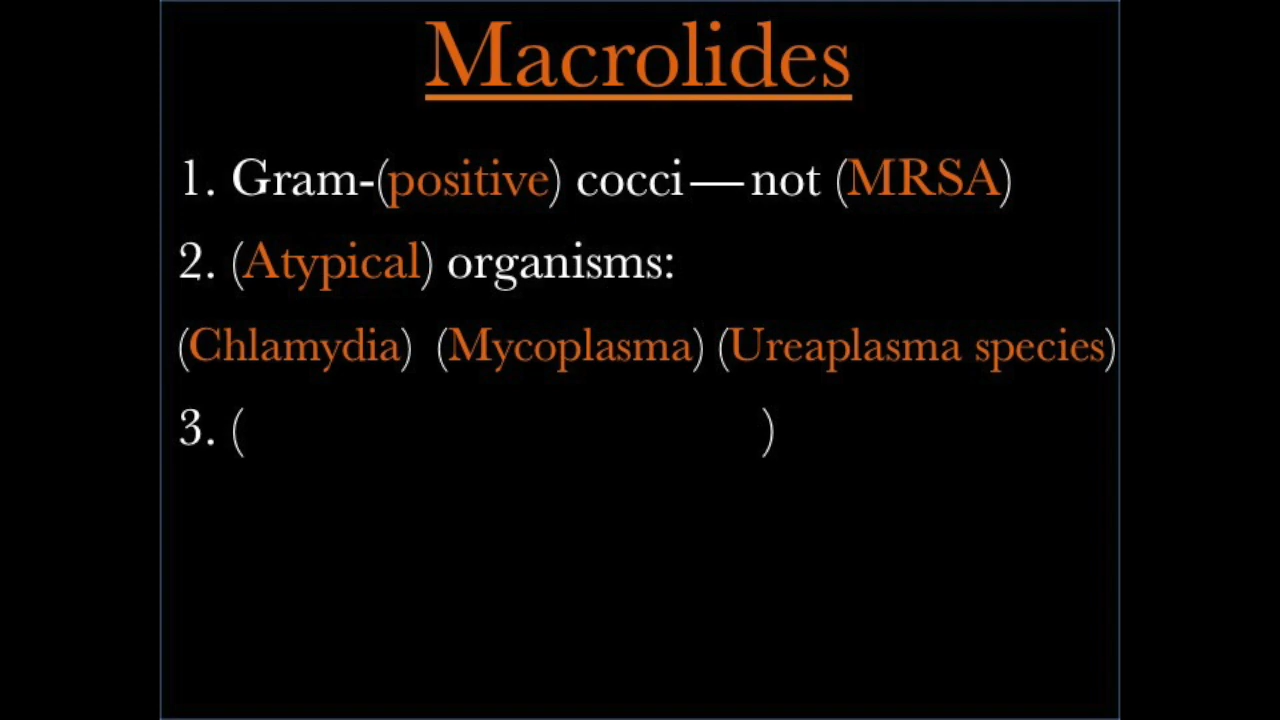 Macrolides
1. Gram-(positive) cocci—not (MRSA)
2. (Atypical) organisms:
(Chlamydia) (Mycoplasma) (Ureaplasma species)
3. ( )